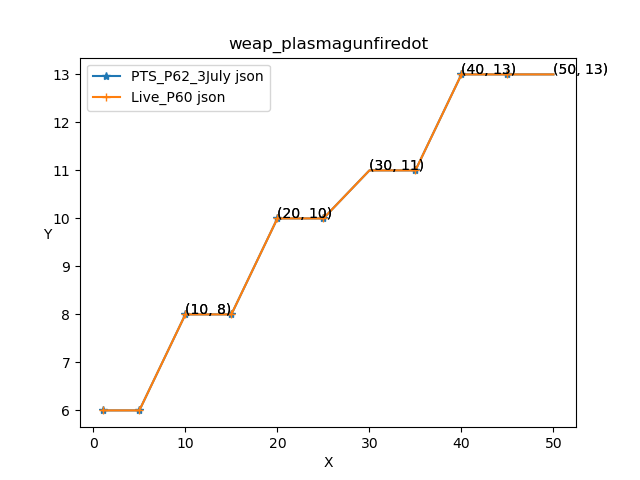 weap_plasmagunfiredot
PTS_P62_3July json
Live_P60 json
13
12
11
10
9
8
7
6
Y
(10, 8)
(20, 10)
(30, 11)
(40, 13)
(50, 13)
0 10 20 30 40 50
X